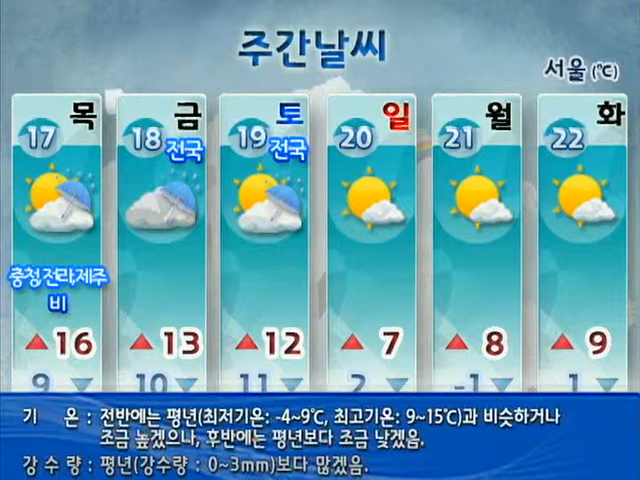 주간날씨
서울(℃)
목 금 토 일 월 화
17 18 19 20 21 22
전국 전국
충청,전라,제주
비
▲16 ▲13 ▲12 ▲7 ▲8 ▲9
9▼ 10▼ 11▼ 2▼ -1▼ 1▼
기 온 : 전반에는 평년(최저기온: -4~9℃, 최고기온: 9~15℃)과 비슷하거나
조금 높겠으나, 후반에는 평년보다 조금 낮겠음.
강 수 량 : 평년(강수량 : 0~3mm)보다 많겠음.